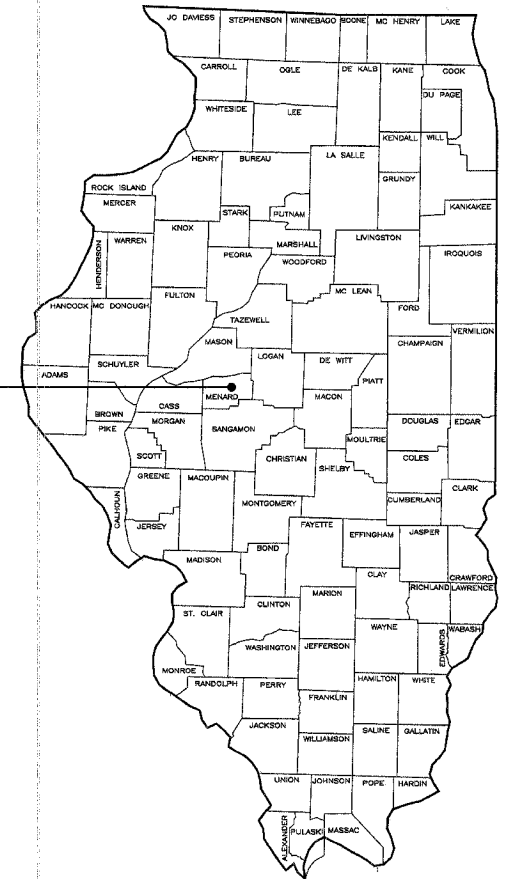 JO DAVIESS STEPHENSON WINNEBAGO BOONE MC HENRY LAKE
CARROLL OGLE DE KALB KANE COOK
DU PAGE
WHITESIDE LEE
KENDALL WILL
HENRY BUREAU LA SALLE
GRUNDY
ROCK ISLAND
MERCER
KANKAKEE
STARK PUTNAM
KNOX
WARREN
HENDERSON
MARSHALL LIVINGSTON
PEORIA WOODFORD IROQUOIS
FULTON MC LEAN
HANCOCK MC DONOUGH FORD
TAZEWELL VERMILION
MASON CHAMPAIGN
LOGAN DE WITT
SCHUYLER
ADAMS PIATT
MENARD MACON
CASS
BROWN MORGAN DOUGLAS EDGAR
PIKE SANGAMON
MOULTRIE
SCOTT CHRISTIAN COLES
SHELBY
GREENE MACOUPIN
CLARK
CUMBERLAND
MONTGOMERY
CALHOUN
JERSEY FAYETTE EFFINGHAM JASPER
BOND
MADISON
CLAY CRAWFORD
RICHLAND LAWRENCE
MARION
CLINTON
ST. CLAIR
WAYNE WABASH
EDWARDS
WASHINGTON JEFFERSON
MONROE
RANDOLPH PERRY HAMILTON WHITE
FRANKLIN
JACKSON
SALINE GALLATIN
WILLIAMSON
UNION JOHNSON POPE HARDIN
ALEXANDER
PULASKI MASSAC